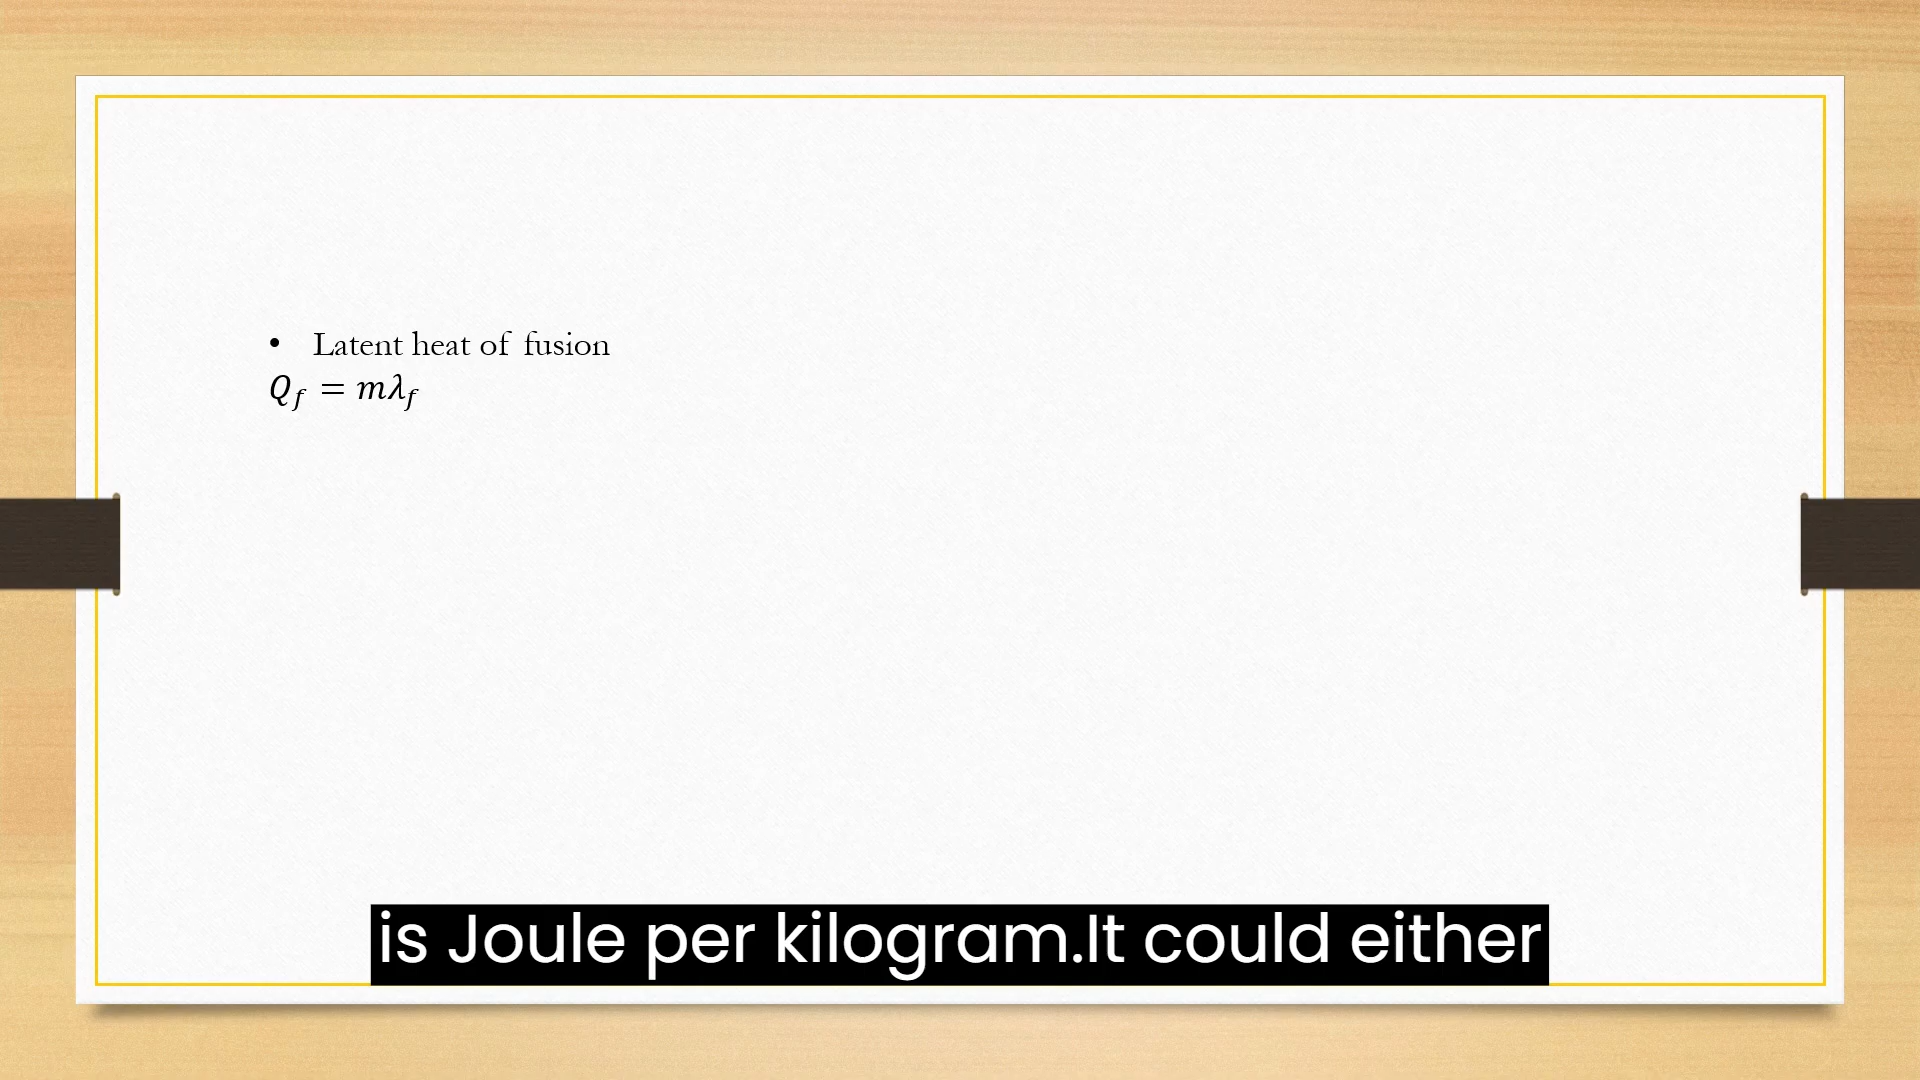 • Latent heat of fusion
Q_f = mλ_f
is Joule per kilogram.It could either